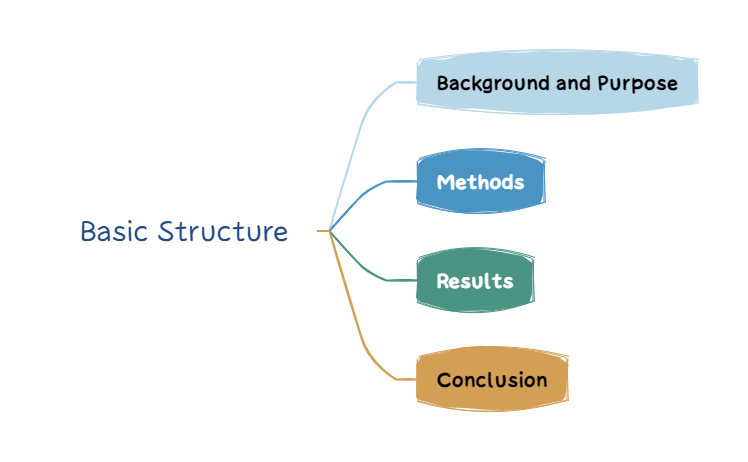 Basic Structure
Background and Purpose
Methods
Results
Conclusion